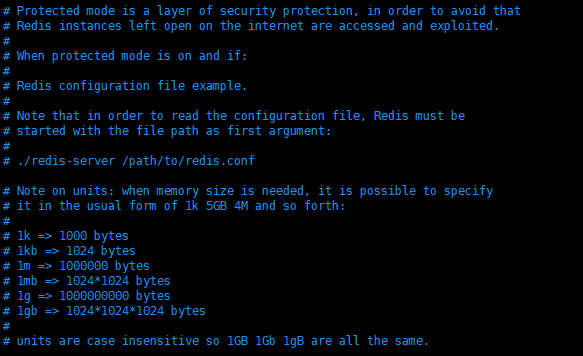 # Protected mode is a layer of security protection, in order to avoid that
# Redis instances left open on the internet are accessed and exploited.
#
# When protected mode is on and if:
#
# Redis configuration file example.
#
# Note that in order to read the configuration file, Redis must be
# started with the file path as first argument:
#
# ./redis-server /path/to/redis.conf

# Note on units: when memory size is needed, it is possible to specify
# it in the usual form of 1k 5GB 4M and so forth:
#
# 1k => 1000 bytes
# 1kb => 1024 bytes
# 1m => 1000000 bytes
# 1mb => 1024*1024 bytes
# 1g => 1000000000 bytes
# 1gb => 1024*1024*1024 bytes
#
# units are case insensitive so 1GB 1Gb 1gB are all the same.